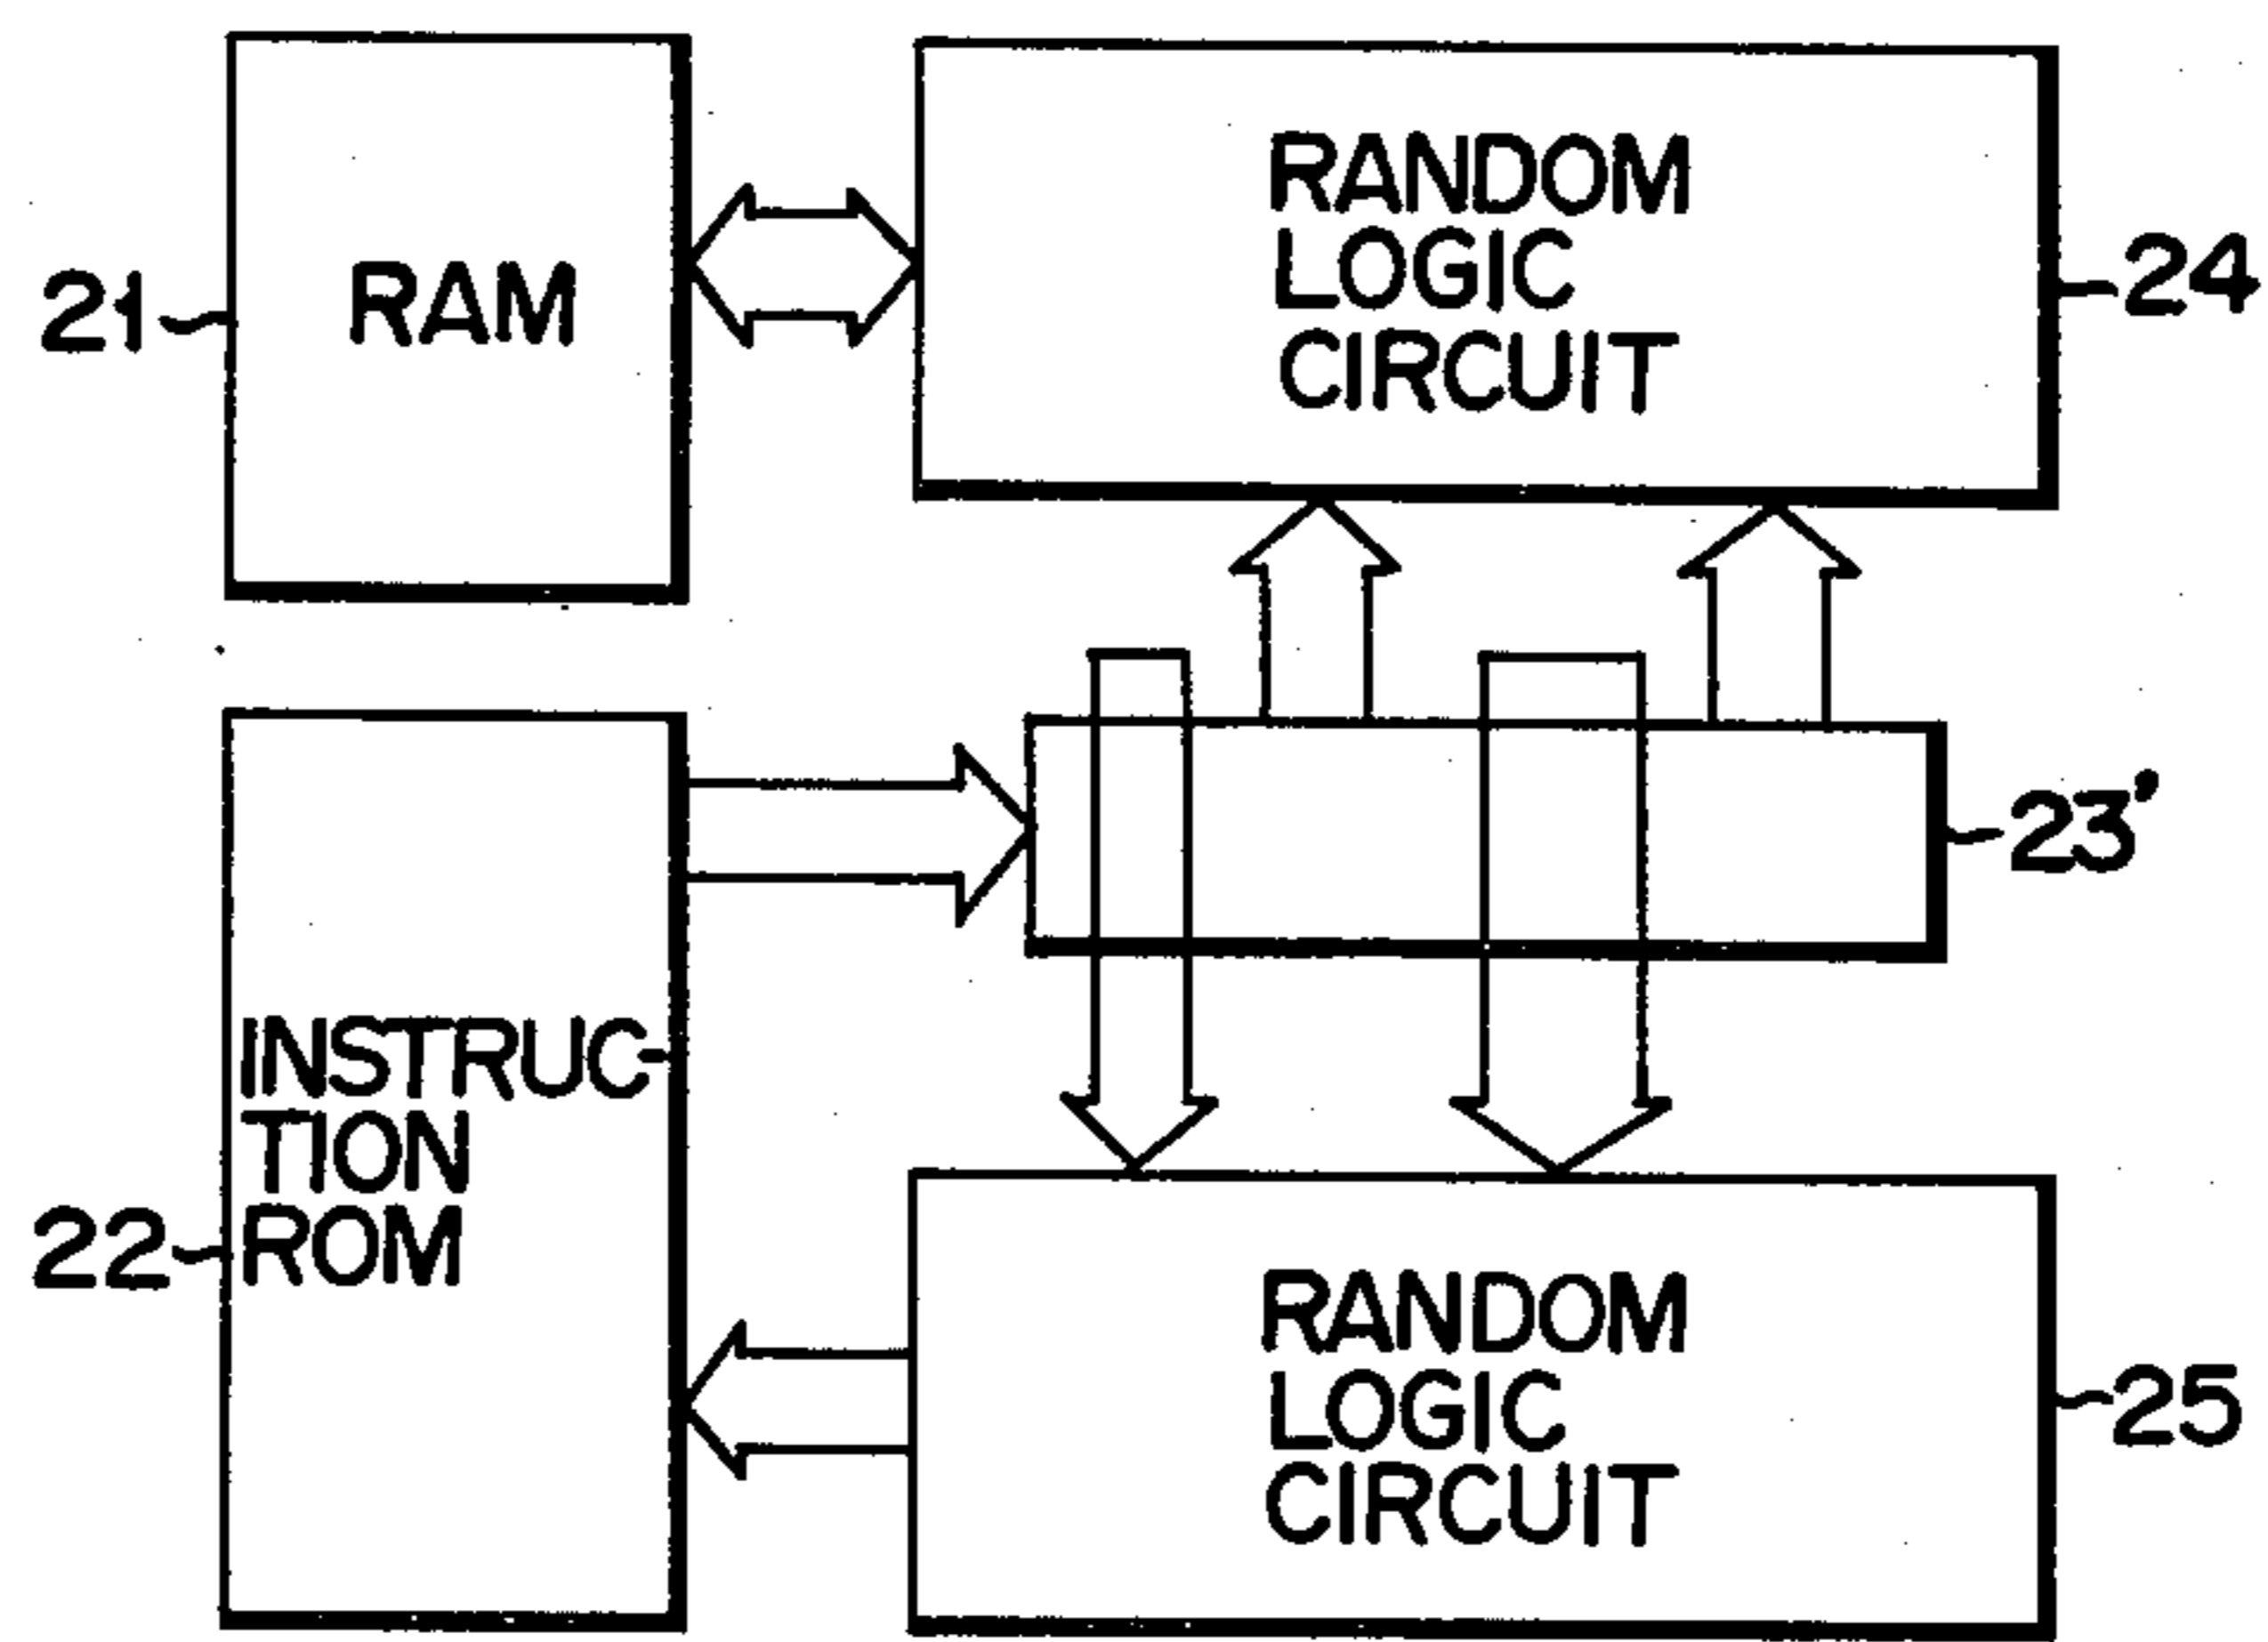 21
RAM
RANDOM
LOGIC
CIRCUIT
24
23'
22
INSTRUC-
TION
ROM
RANDOM
LOGIC
CIRCUIT
25